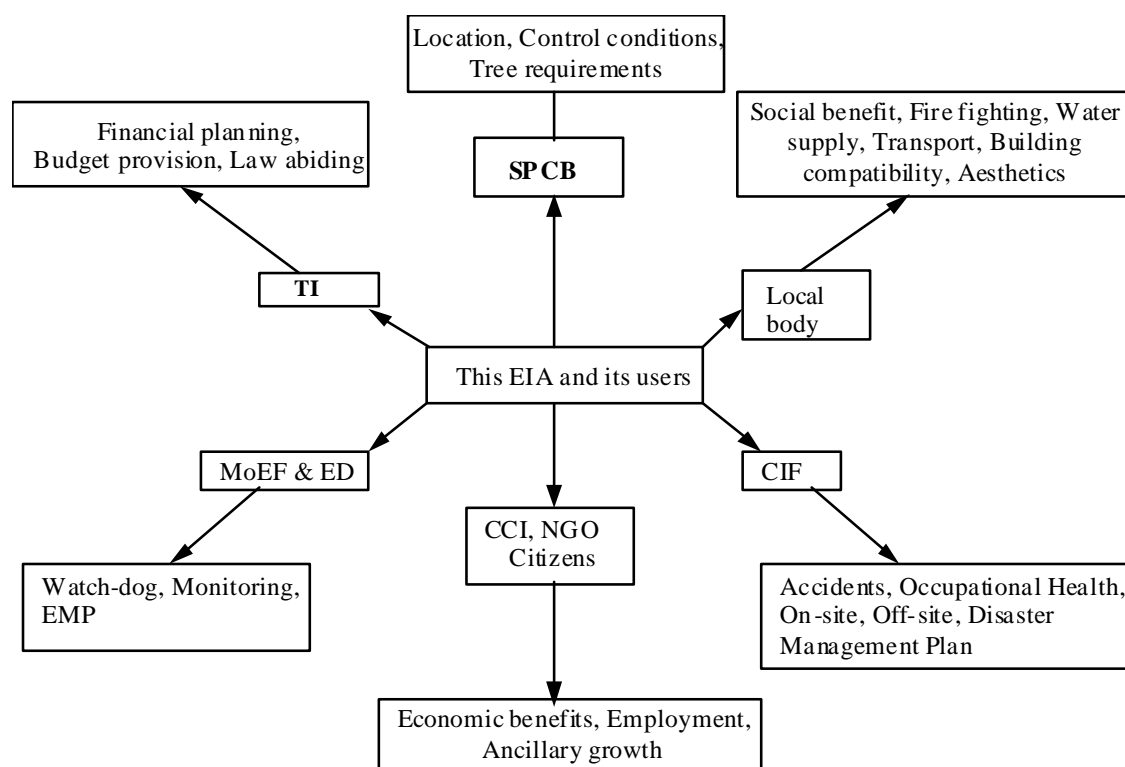 Location, Control conditions,
Tree requirements
Financial planning,
Budget provision, Law abiding
Social benefit, Fire fighting, Water
supply, Transport, Building
compatibility, Aesthetics
SPCB
TI
Local
body
This EIA and its users
MoEF & ED
CIF
CCI, NGO
Citizens
Watch-dog, Monitoring,
EMP
Accidents, Occupational Health,
On-site, Off-site, Disaster
Management Plan
Economic benefits, Employment,
Ancillary growth